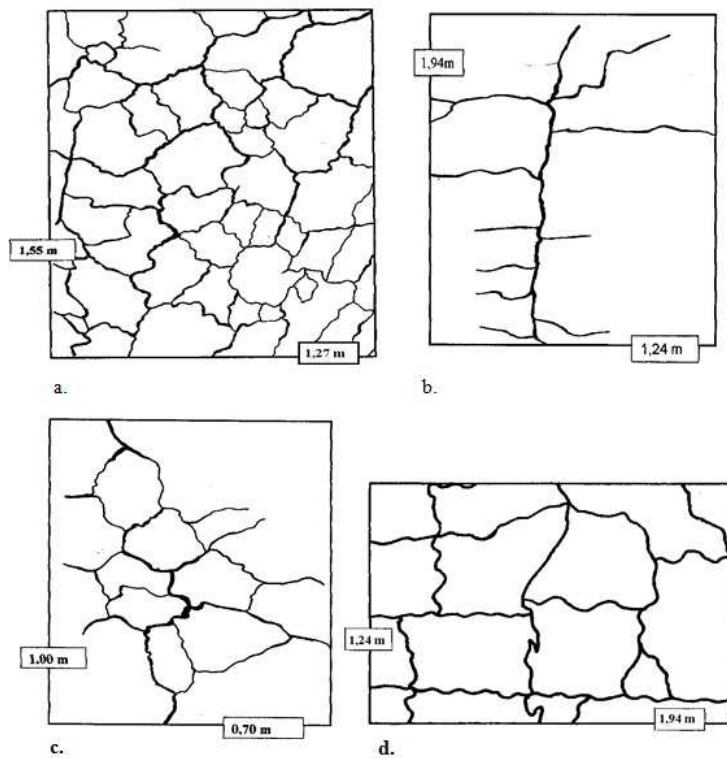 1,94m
1,55 m
1,27 m
1,24 m
a.
b.
1,00 m
1,24 m
0,70 m
1,94 m
c.
d.